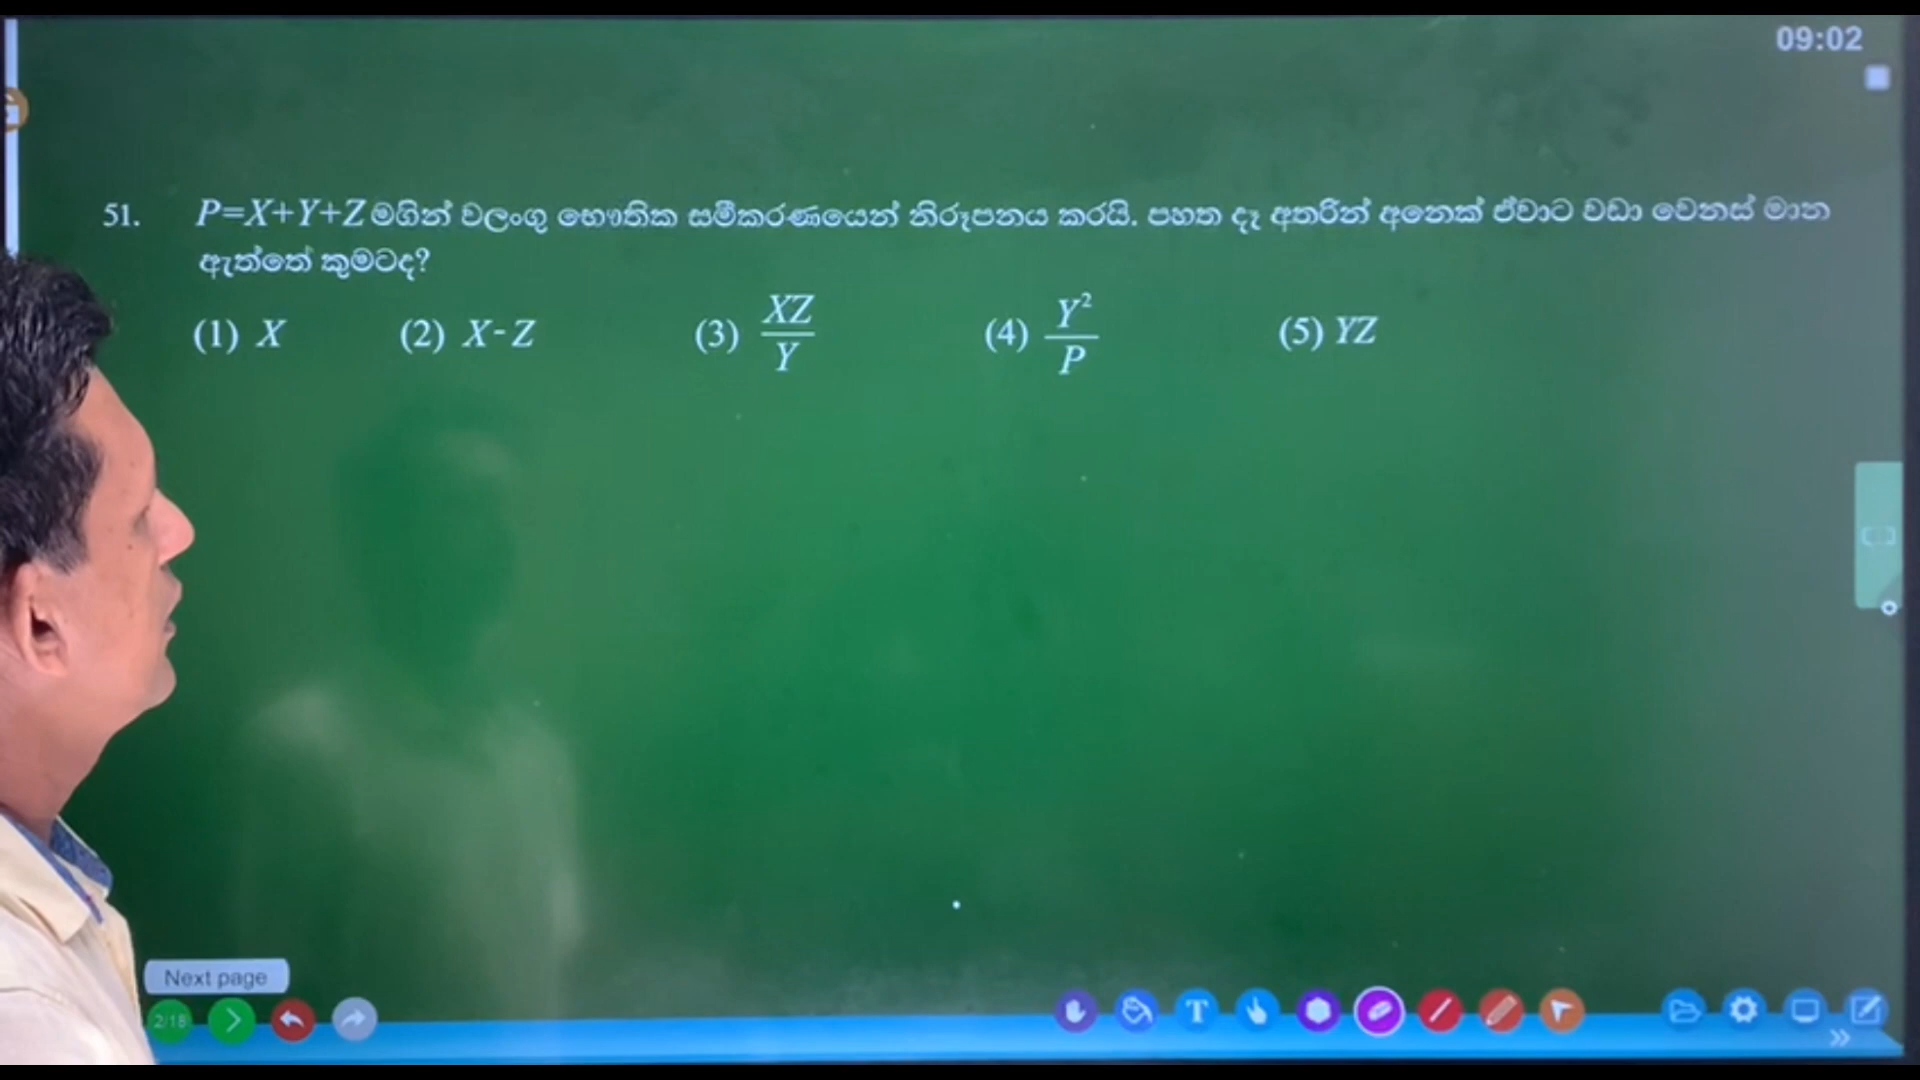 09:02
51. P=X+Y+Z මගින් වලංගු භෞතික සමීකරණයෙන් නිරූපනය කරයි. පහත දෑ අතරින් අනෙක් ඒවාට වඩා වෙනස් මාන
ඇත්තේ කුමටද?
(1) X (2) X-Z (3) XZ/Y (4) Y²/P (5) YZ
Next page
2/18